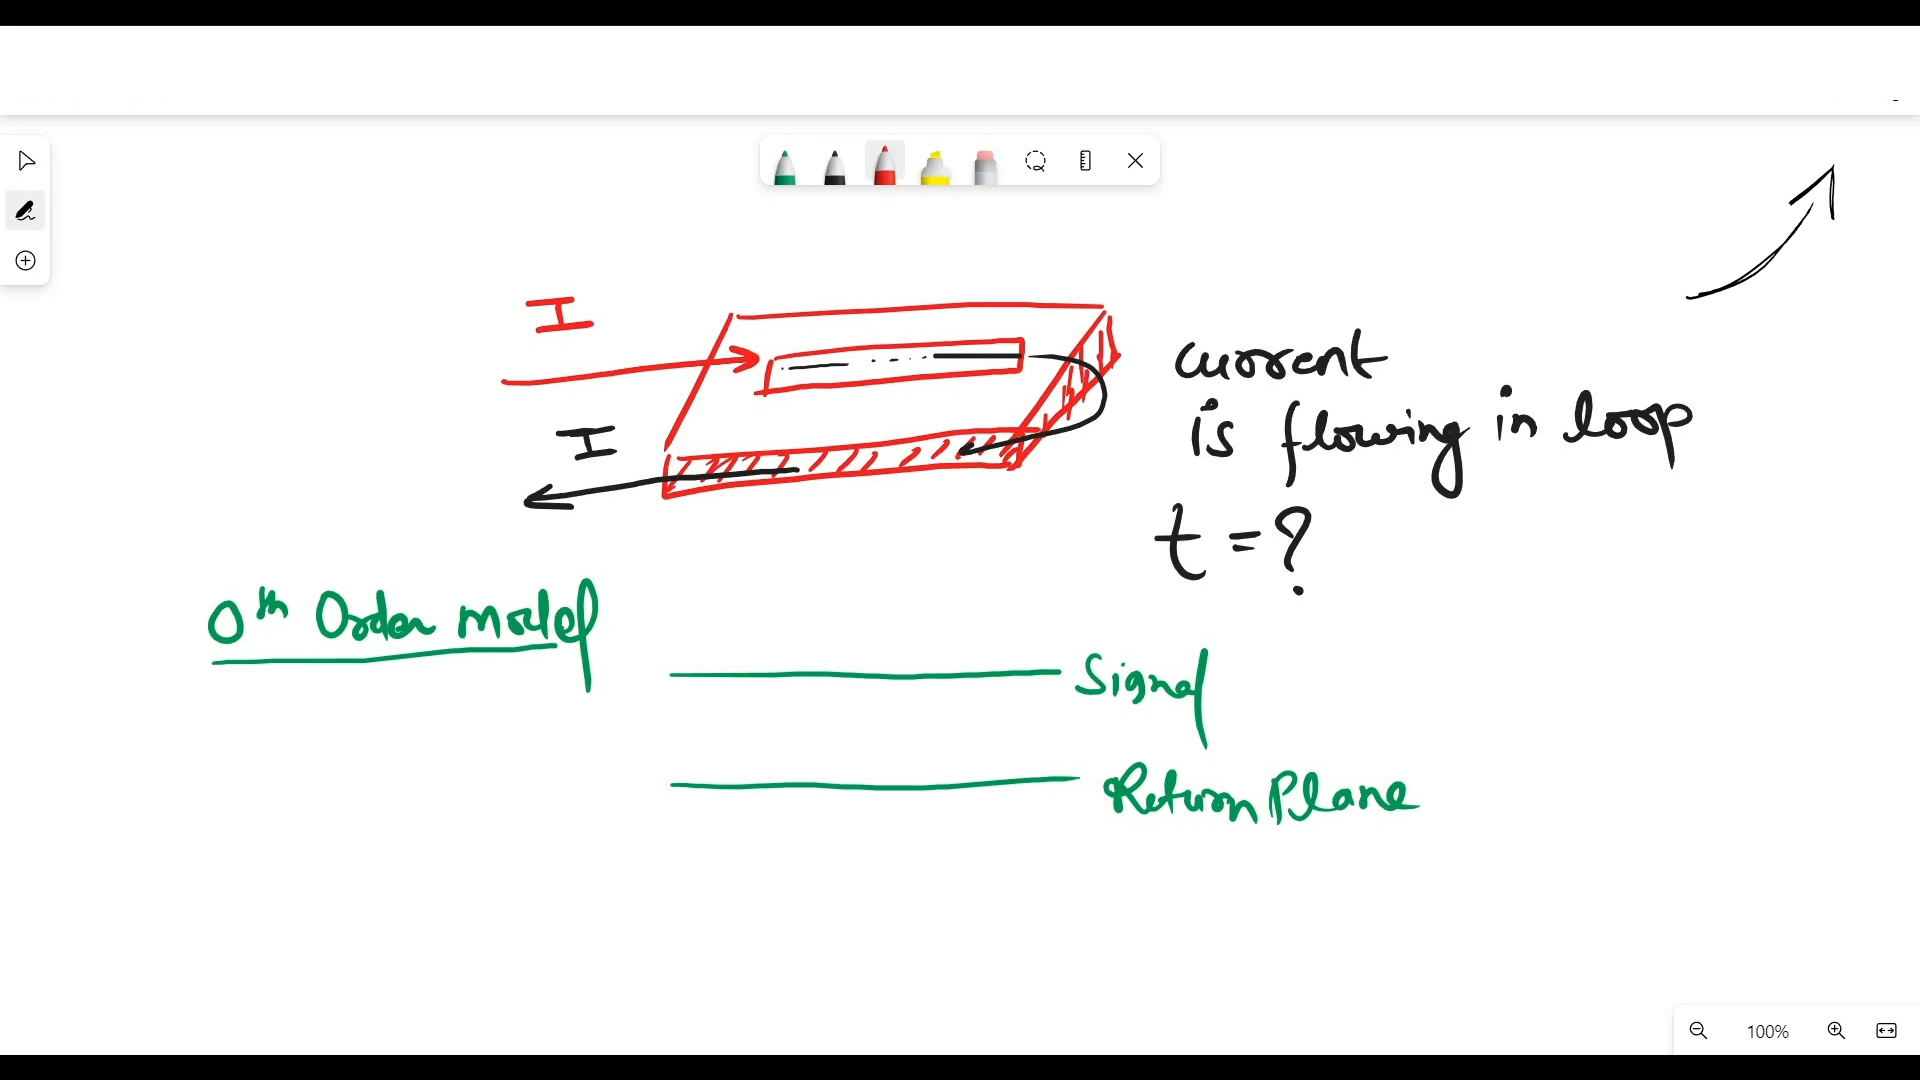 I
I
current
is flowing in loop
t = ?
0th Order model
Signal
Return Plane
100%